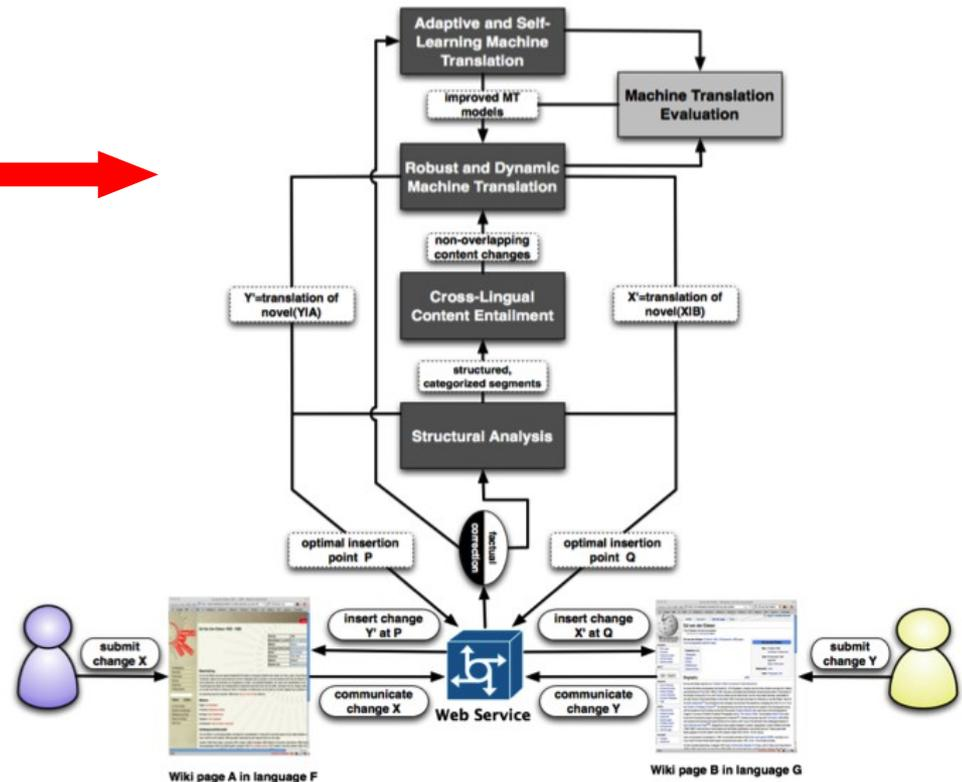 Adaptive and Self-
Learning Machine
Translation
improved MT
models
Machine Translation
Evaluation
Robust and Dynamic
Machine Translation
non-overlapping
content changes
Y'=translation of
novel(YIA)
Cross-Lingual
Content Entailment
X'=translation of
novel(XIB)
structured,
categorized segments
Structural Analysis
factual
correction
optimal insertion
point P
optimal insertion
point Q
submit
change X
insert change
Y' at P
insert change
X' at Q
submit
change Y
communicate
change X
Web Service
communicate
change Y
Wiki page A in language F
Wiki page B in language G